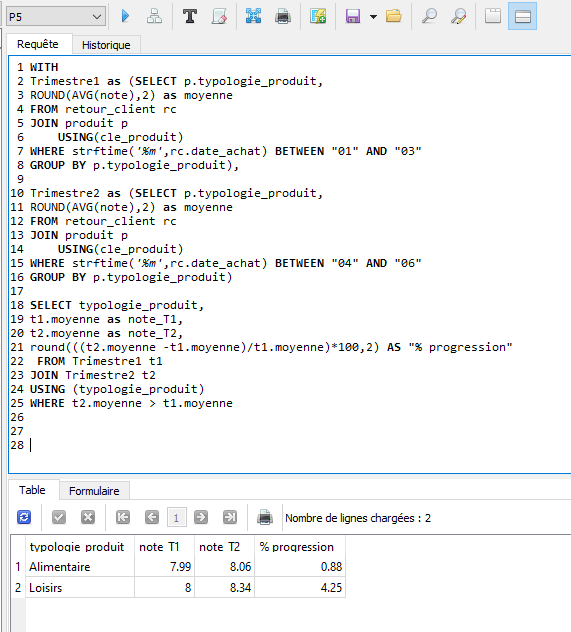 P5
Requête Historique
1 WITH
2 Trimestre1 as (SELECT p.typologie_produit,
3 ROUND(AVG(note),2) as moyenne
4 FROM retour_client rc
5 JOIN produit p
6 USING(cle_produit)
7 WHERE strftime('%m',rc.date_achat) BETWEEN "01" AND "03"
8 GROUP BY p.typologie_produit),
9
10 Trimestre2 as (SELECT p.typologie_produit,
11 ROUND(AVG(note),2) as moyenne
12 FROM retour_client rc
13 JOIN produit p
14 USING(cle_produit)
15 WHERE strftime('%m',rc.date_achat) BETWEEN "04" AND "06"
16 GROUP BY p.typologie_produit)
17
18 SELECT typologie_produit,
19 t1.moyenne as note_T1,
20 t2.moyenne as note_T2,
21 round(((t2.moyenne -t1.moyenne)/t1.moyenne)*100,2) AS "% progression"
22 FROM Trimestre1 t1
23 JOIN Trimestre2 t2
24 USING (typologie_produit)
25 WHERE t2.moyenne > t1.moyenne
26
27
28
Table Formulaire
1 Nombre de lignes chargées : 2
typologie produit note T1 note T2 % progression
1 Alimentaire 7.99 8.06 0.88
2 Loisirs 8 8.34 4.25